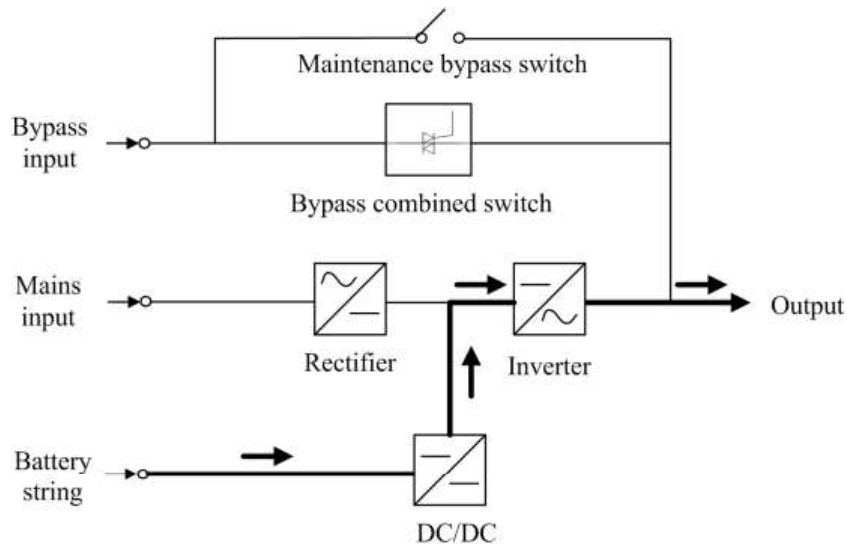 Maintenance bypass switch
Bypass
input
Bypass combined switch
Mains
input
Rectifier
Inverter
Output
Battery
string
DC/DC